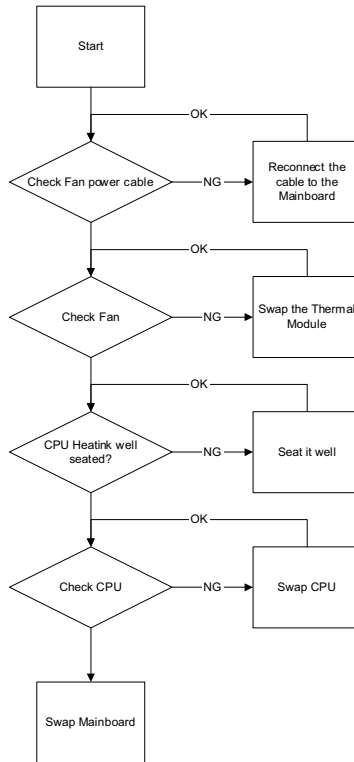 Start
OK
Check Fan power cable
NG
Reconnect the
cable to the
Mainboard
OK
Check Fan
NG
Swap the Thermal
Module
OK
CPU Heatink well
seated?
NG
Seat it well
OK
Check CPU
NG
Swap CPU
Swap Mainboard